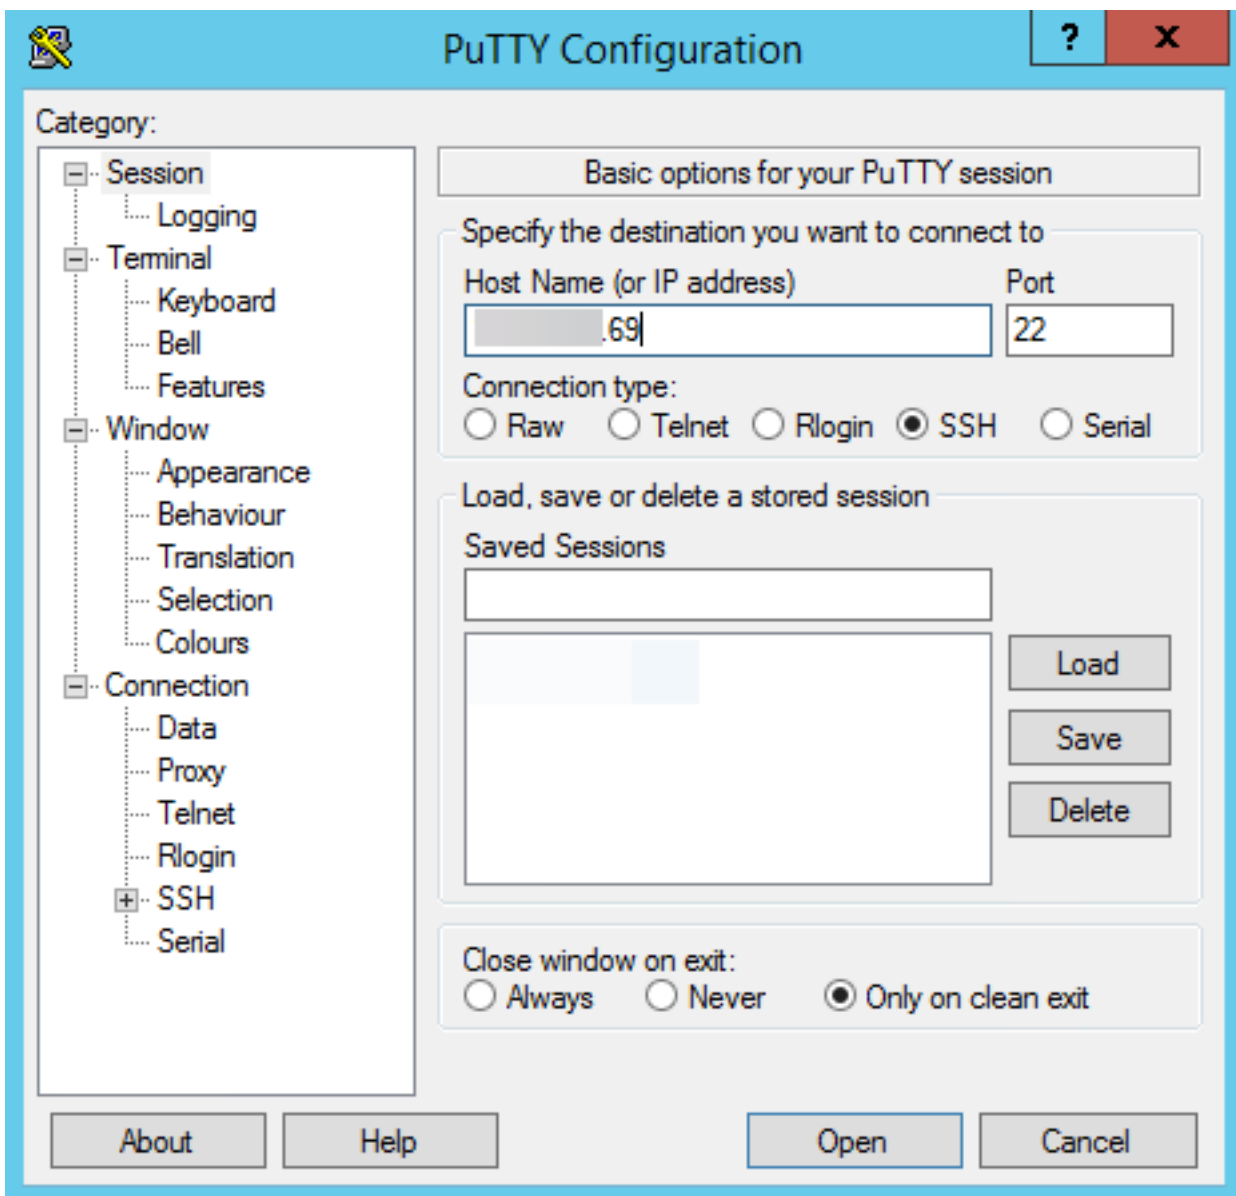 PuTTY Configuration
?
x
Category:
Session
Logging
Terminal
Keyboard
Bell
Features
Window
Appearance
Behaviour
Translation
Selection
Colours
Connection
Data
Proxy
Telnet
Rlogin
SSH
Serial
Basic options for your PuTTY session
Specify the destination you want to connect to
Host Name (or IP address) Port
.69 22
Connection type:
Raw Telnet Rlogin SSH Serial
Load, save or delete a stored session
Saved Sessions
Load
Save
Delete
Close window on exit:
Always Never Only on clean exit
About Help Open Cancel